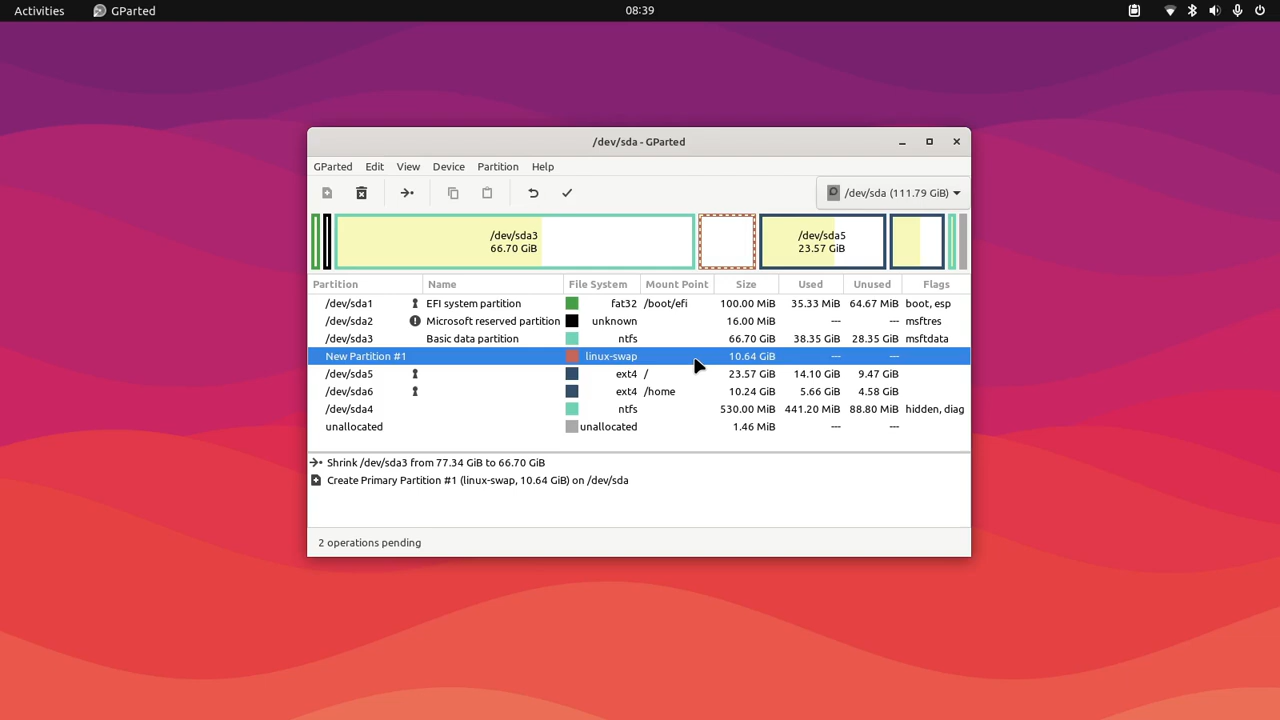 Activities GParted 08:39
/dev/sda - GParted
GParted Edit View Device Partition Help
/dev/sda (111.79 GiB)
/dev/sda3 /dev/sda5
66.70 GiB 23.57 GiB
Partition Name File System Mount Point Size Used Unused Flags
/dev/sda1 EFI system partition fat32 /boot/efi 100.00 MiB 35.33 MiB 64.67 MiB boot, esp
/dev/sda2 Microsoft reserved partition unknown 16.00 MiB --- --- msftres
/dev/sda3 Basic data partition ntfs 66.70 GiB 38.35 GiB 28.35 GiB msftdata
New Partition #1 linux-swap 10.64 GiB --- ---
/dev/sda5 ext4 / 23.57 GiB 14.10 GiB 9.47 GiB
/dev/sda6 ext4 /home 10.24 GiB 5.66 GiB 4.58 GiB
/dev/sda4 ntfs 530.00 MiB 441.20 MiB 88.80 MiB hidden, diag
unallocated unallocated 1.46 MiB --- ---
Shrink /dev/sda3 from 77.34 GiB to 66.70 GiB
Create Primary Partition #1 (linux-swap, 10.64 GiB) on /dev/sda
2 operations pending